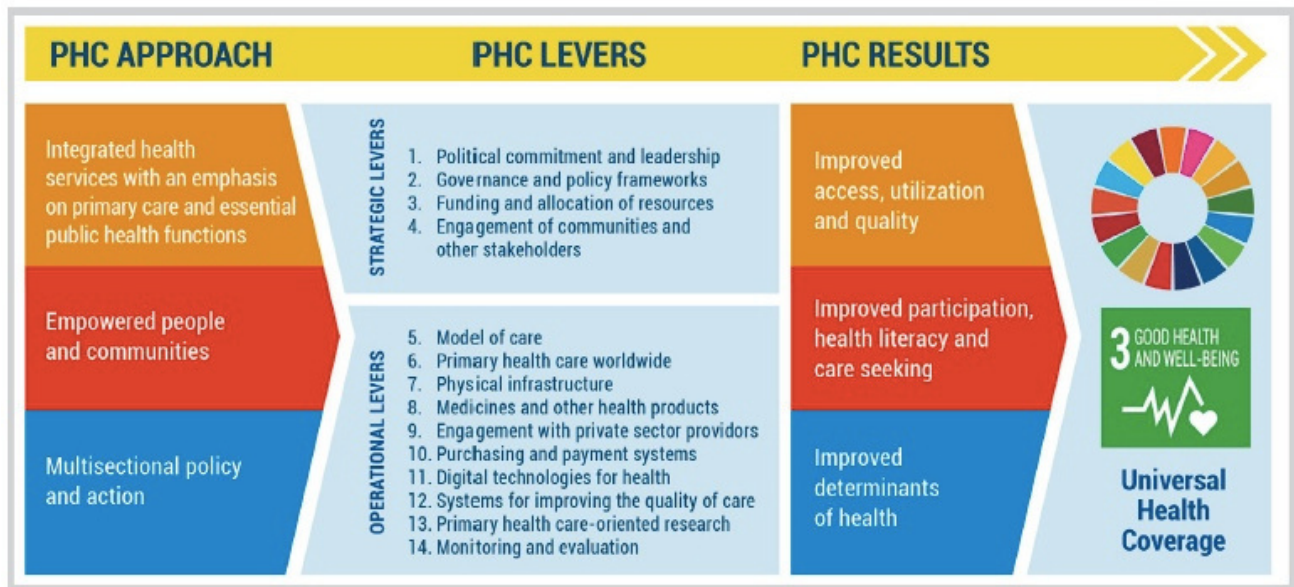 PHC APPROACH
PHC LEVERS
PHC RESULTS
Integrated health
services with an emphasis
on primary care and essential
public health functions
Empowered people
and communities
Multisectional policy
and action
STRATEGIC LEVERS
1. Political commitment and leadership
2. Governance and policy frameworks
3. Funding and allocation of resources
4. Engagement of communities and
other stakeholders
OPERATIONAL LEVERS
5. Model of care
6. Primary health care worldwide
7. Physical infrastructure
8. Medicines and other health products
9. Engagement with private sector providors
10. Purchasing and payment systems
11. Digital technologies for health
12. Systems for improving the quality of care
13. Primary health care-oriented research
14. Monitoring and evaluation
Improved
access, utilization
and quality
Improved participation,
health literacy and
care seeking
Improved
determinants
of health
3 GOOD HEALTH
AND WELL-BEING
Universal
Health
Coverage